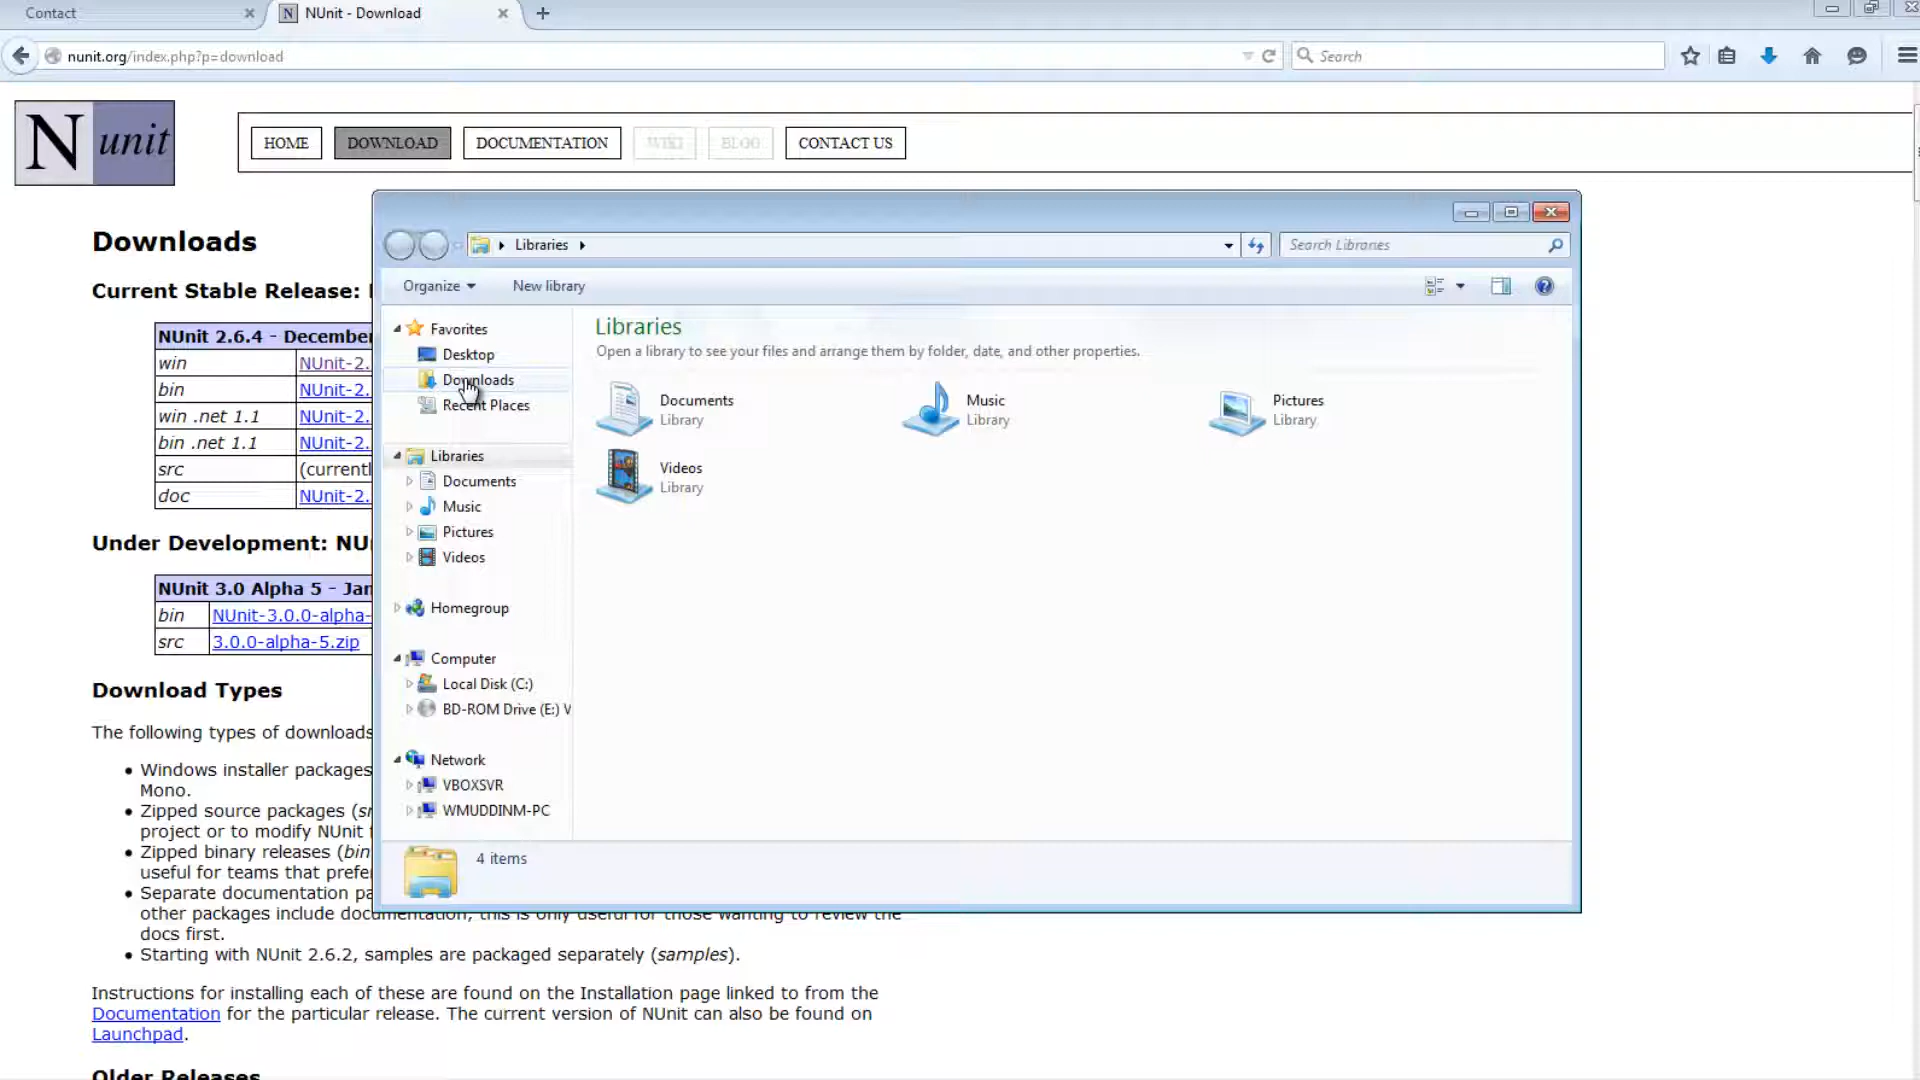 Contact
NUnit - Download
nunit.org/index.php?p=download
Search
N unit
HOME
DOWNLOAD
DOCUMENTATION
WIKI
BLOG
CONTACT US
Downloads
Current Stable Release:
NUnit 2.6.4 - December
win NUnit-2.
bin NUnit-2.
win .net 1.1 NUnit-2.
bin .net 1.1 NUnit-2.
src (currentl
doc NUnit-2.
Under Development: NU
NUnit 3.0 Alpha 5 - Jan
bin NUnit-3.0.0-alpha-
src 3.0.0-alpha-5.zip
Download Types
The following types of downloads
Windows installer packages
Mono.
Zipped source packages (sr
project or to modify NUnit
Zipped binary releases (bin
useful for teams that prefe
Separate documentation pa
other packages include documentation, this is only useful for those wanting to review the
docs first.
Starting with NUnit 2.6.2, samples are packaged separately (samples).
Instructions for installing each of these are found on the Installation page linked to from the
Documentation for the particular release. The current version of NUnit can also be found on
Launchpad.
Older Releases
Libraries
Search Libraries
Organize
New library
Favorites
Desktop
Downloads
Recent Places
Libraries
Documents
Music
Pictures
Videos
Homegroup
Computer
Local Disk (C:)
BD-ROM Drive (E:) V
Network
VBOXSVR
WMUDDINM-PC
Libraries
Open a library to see your files and arrange them by folder, date, and other properties.
Documents
Library
Music
Library
Pictures
Library
Videos
Library
4 items